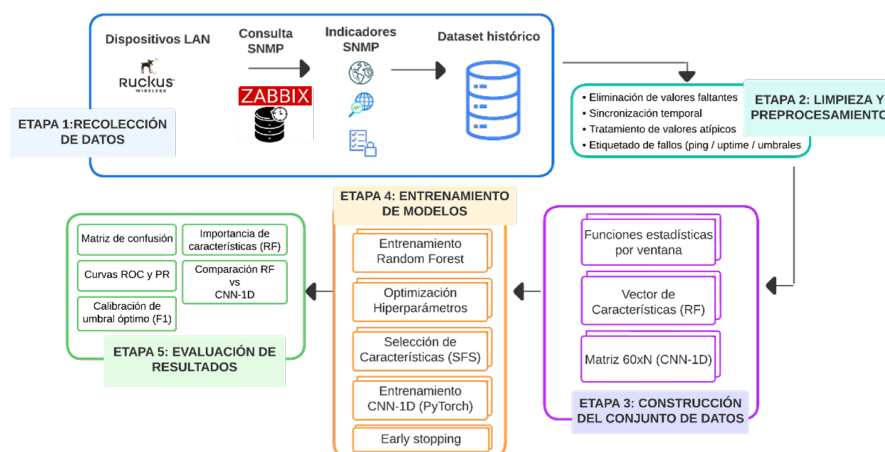 Dispositivos LAN
RUCKUS
WIRELESS
Consulta
SNMP
ZABBIX
Indicadores
SNMP
Dataset histórico
ETAPA 1:RECOLECCIÓN
DE DATOS
• Eliminación de valores faltantes
• Sincronización temporal
• Tratamiento de valores atípicos
• Etiquetado de fallos (ping / uptime / umbrales
ETAPA 2: LIMPIEZA Y
PREPROCESAMIENTO
Funciones estadísticas
por ventana
Vector de
Características (RF)
Matriz 60xN (CNN-1D)
ETAPA 3: CONSTRUCCIÓN
DEL CONJUNTO DE DATOS
ETAPA 4: ENTRENAMIENTO
DE MODELOS
Entrenamiento
Random Forest
Optimización
Hiperparámetros
Selección de
Características (SFS)
Entrenamiento
CNN-1D (PyTorch)
Early stopping
Matriz de confusión
Curvas ROC y PR
Calibración de
umbral óptimo (F1)
Importancia de
características (RF)
Comparación RF
vs
CNN-1D
ETAPA 5: EVALUACIÓN DE
RESULTADOS